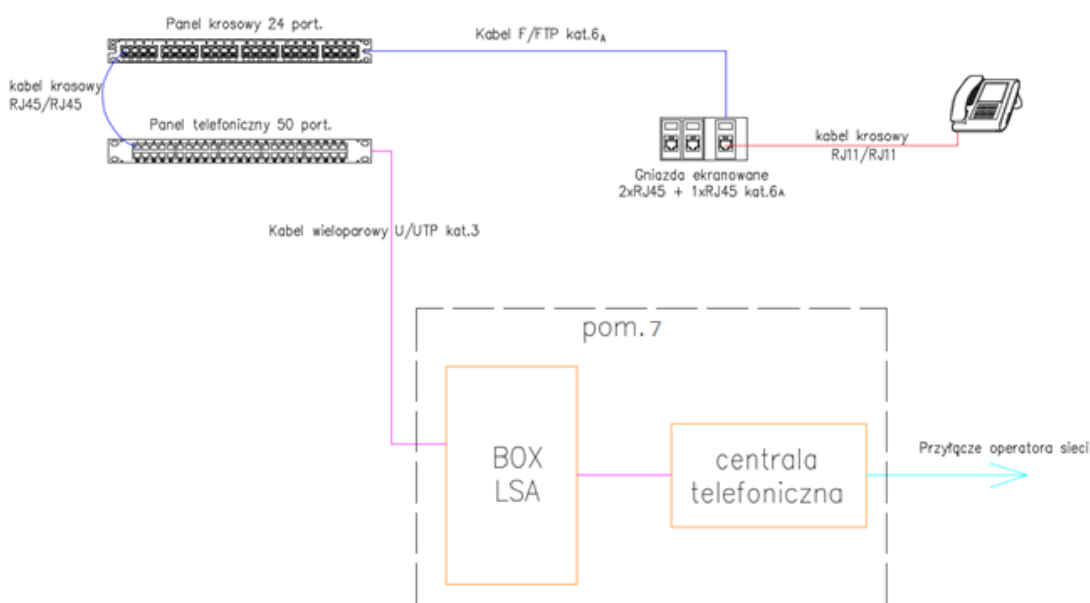 Panel krosowy 24 port.
Kabel F/FTP kat.6A
kabel krosowy
RJ45/RJ45
Panel telefoniczny 50 port.
kabel krosowy
RJ11/RJ11
Gniazda ekranowane
2xRJ45 + 1xRJ45 kat.6A
Kabel wieloparowy U/UTP kat.3
pom.7
BOX
LSA
centrala
telefoniczna
Przyłącze operatora sieci